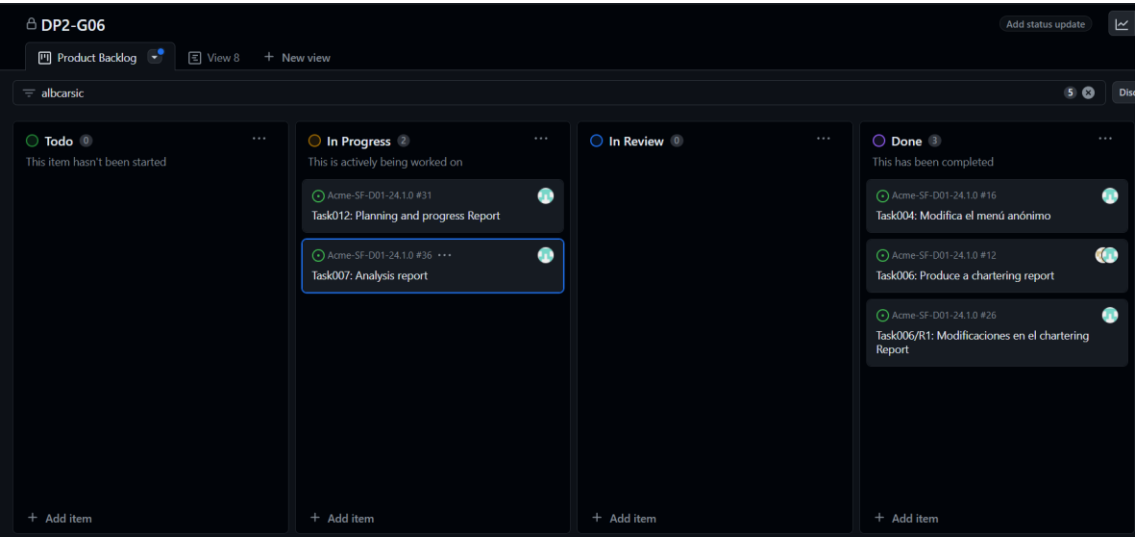 DP2-G06
Add status update
Product Backlog
View 8
+ New view
albcarsic
5
Todo 0
This item hasn't been started
+ Add item
In Progress 2
This is actively being worked on
Acme-SF-D01-24.1.0 #31
Task012: Planning and progress Report
Acme-SF-D01-24.1.0 #36
Task007: Analysis report
+ Add item
In Review 0
+ Add item
Done 3
This has been completed
Acme-SF-D01-24.1.0 #16
Task004: Modifica el menú anónimo
Acme-SF-D01-24.1.0 #12
Task006: Produce a chartering report
Acme-SF-D01-24.1.0 #26
Task006/R1: Modificaciones en el chartering
Report
+ Add item